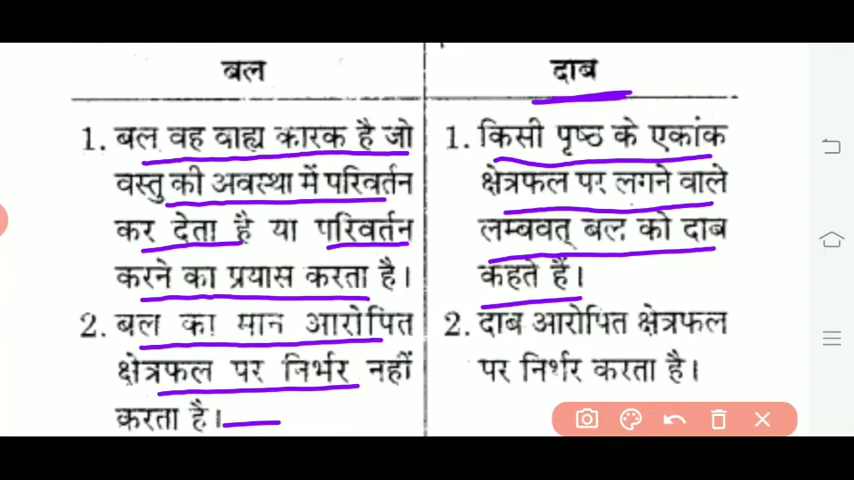 बल
1. बल वह वाह्य कारक है जो
वस्तु की अवस्था में परिवर्तन
कर देता है या परिवर्तन
करने का प्रयास करता है।
2. बल का मान आरोपित
क्षेत्रफल पर निर्भर नहीं
करता है।
दाब
1. किसी पृष्ठ के एकांक
क्षेत्रफल पर लगने वाले
लम्बवत् बल को दाब
कहते हैं।
2. दाब आरोपित क्षेत्रफल
पर निर्भर करता है।